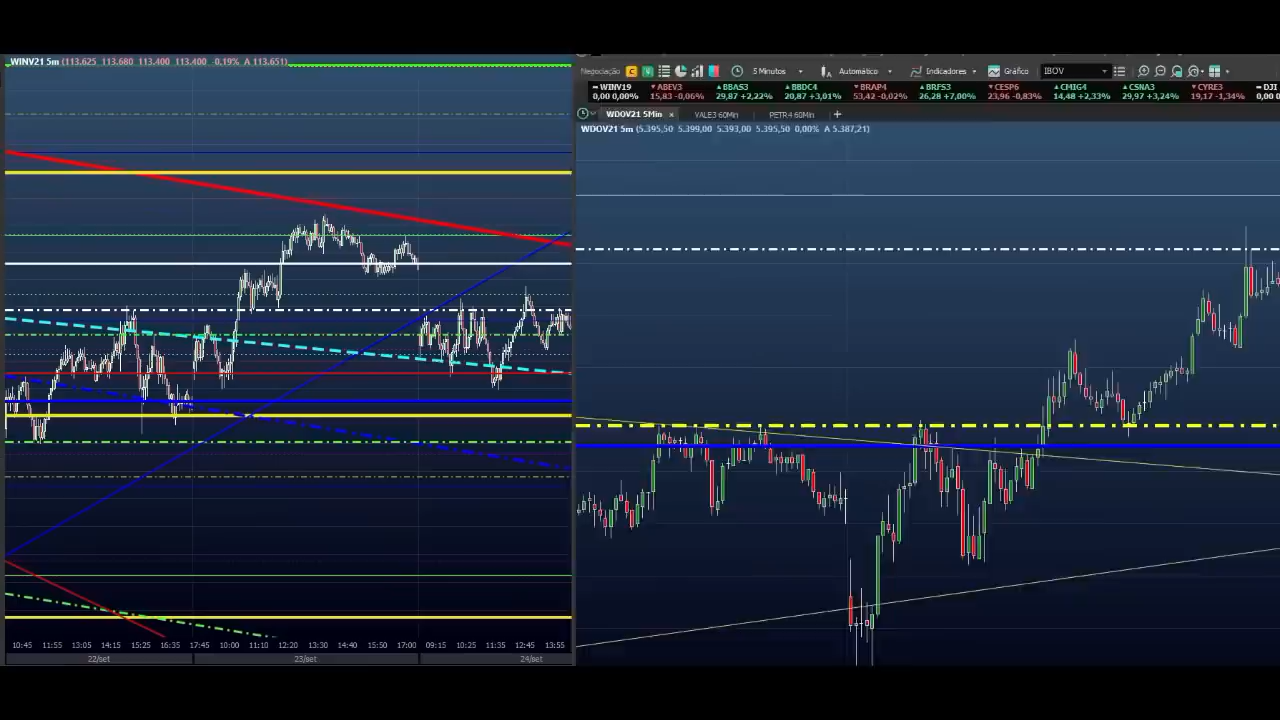 WINV21 5m (113.625 113.680 113.400 113.400 -0,19% A 113.651)
10:45 11:55 13:05 14:15 15:25 17:45 10:00 11:10 12:20 13:30 14:40 15:50 17:00 09:15 10:25 11:35 12:45 13:55
22/set 23/set 24/set
Negociação C V 5 Minutos Automático Indicadores Gráfico IBOV
WINV19 ABEV3 BBAS3 BBDC4 BRAP4 BRFS3 CESP6 CMIG4 CSNA3 CYRE3 DJI
0,00 0,00% 15,83 -0,06% 29,87 +2,22% 20,87 +3,01% 53,42 -0,02% 26,28 +7,00% 23,96 -0,83% 14,48 +2,33% 29,97 +3,24% 19,17 -1,34% 0,00
WDOV21 5Min x VALE3 60Min PETR4 60Min +
WDOV21 5m (5.395,50 5.399,00 5.393,00 5.395,50 0,00% A 5.387,21)